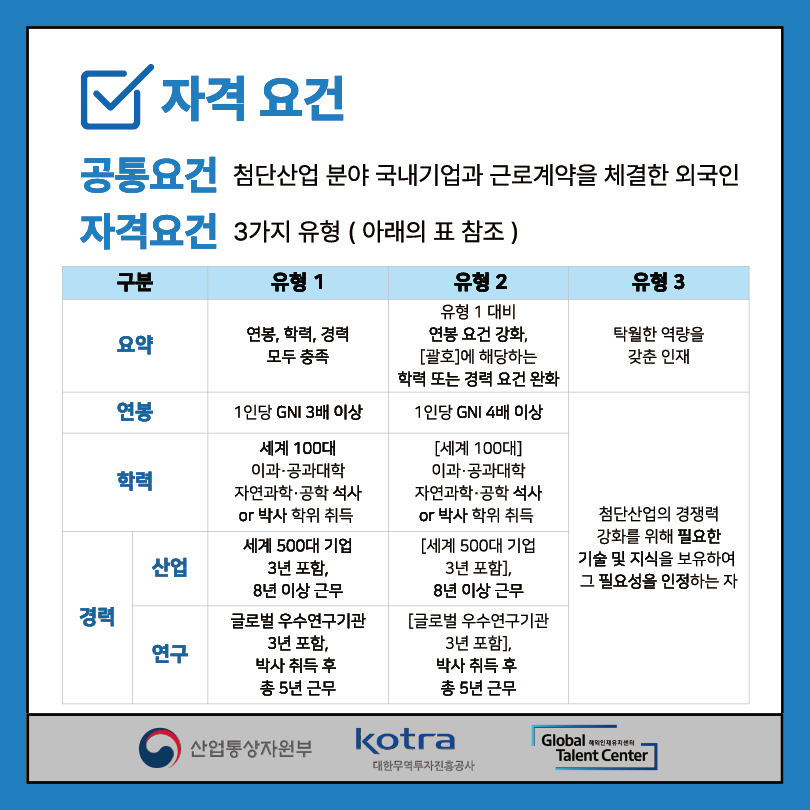 자격 요건
공통요건 첨단산업 분야 국내기업과 근로계약을 체결한 외국인
자격요건 3가지 유형 ( 아래의 표 참조 )
구분 유형 1 유형 2 유형 3
요약
연봉, 학력, 경력
모두 충족
유형 1 대비
연봉 요건 강화,
[괄호]에 해당하는
학력 또는 경력 요건 완화
탁월한 역량을
갖춘 인재
연봉
1인당 GNI 3배 이상
1인당 GNI 4배 이상
학력
세계 100대
이과·공과대학
자연과학·공학 석사
or 박사 학위 취득
[세계 100대]
이과·공과대학
자연과학·공학 석사
or 박사 학위 취득
첨단산업의 경쟁력
강화를 위해 필요한
기술 및 지식을 보유하여
그 필요성을 인정하는 자
경력
산업
세계 500대 기업
3년 포함,
8년 이상 근무
[세계 500대 기업
3년 포함],
8년 이상 근무
연구
글로벌 우수연구기관
3년 포함,
박사 취득 후
총 5년 근무
[글로벌 우수연구기관
3년 포함],
박사 취득 후
총 5년 근무
산업통상자원부
kotra
대한무역투자진흥공사
Global 해외인재유치센터
Talent Center